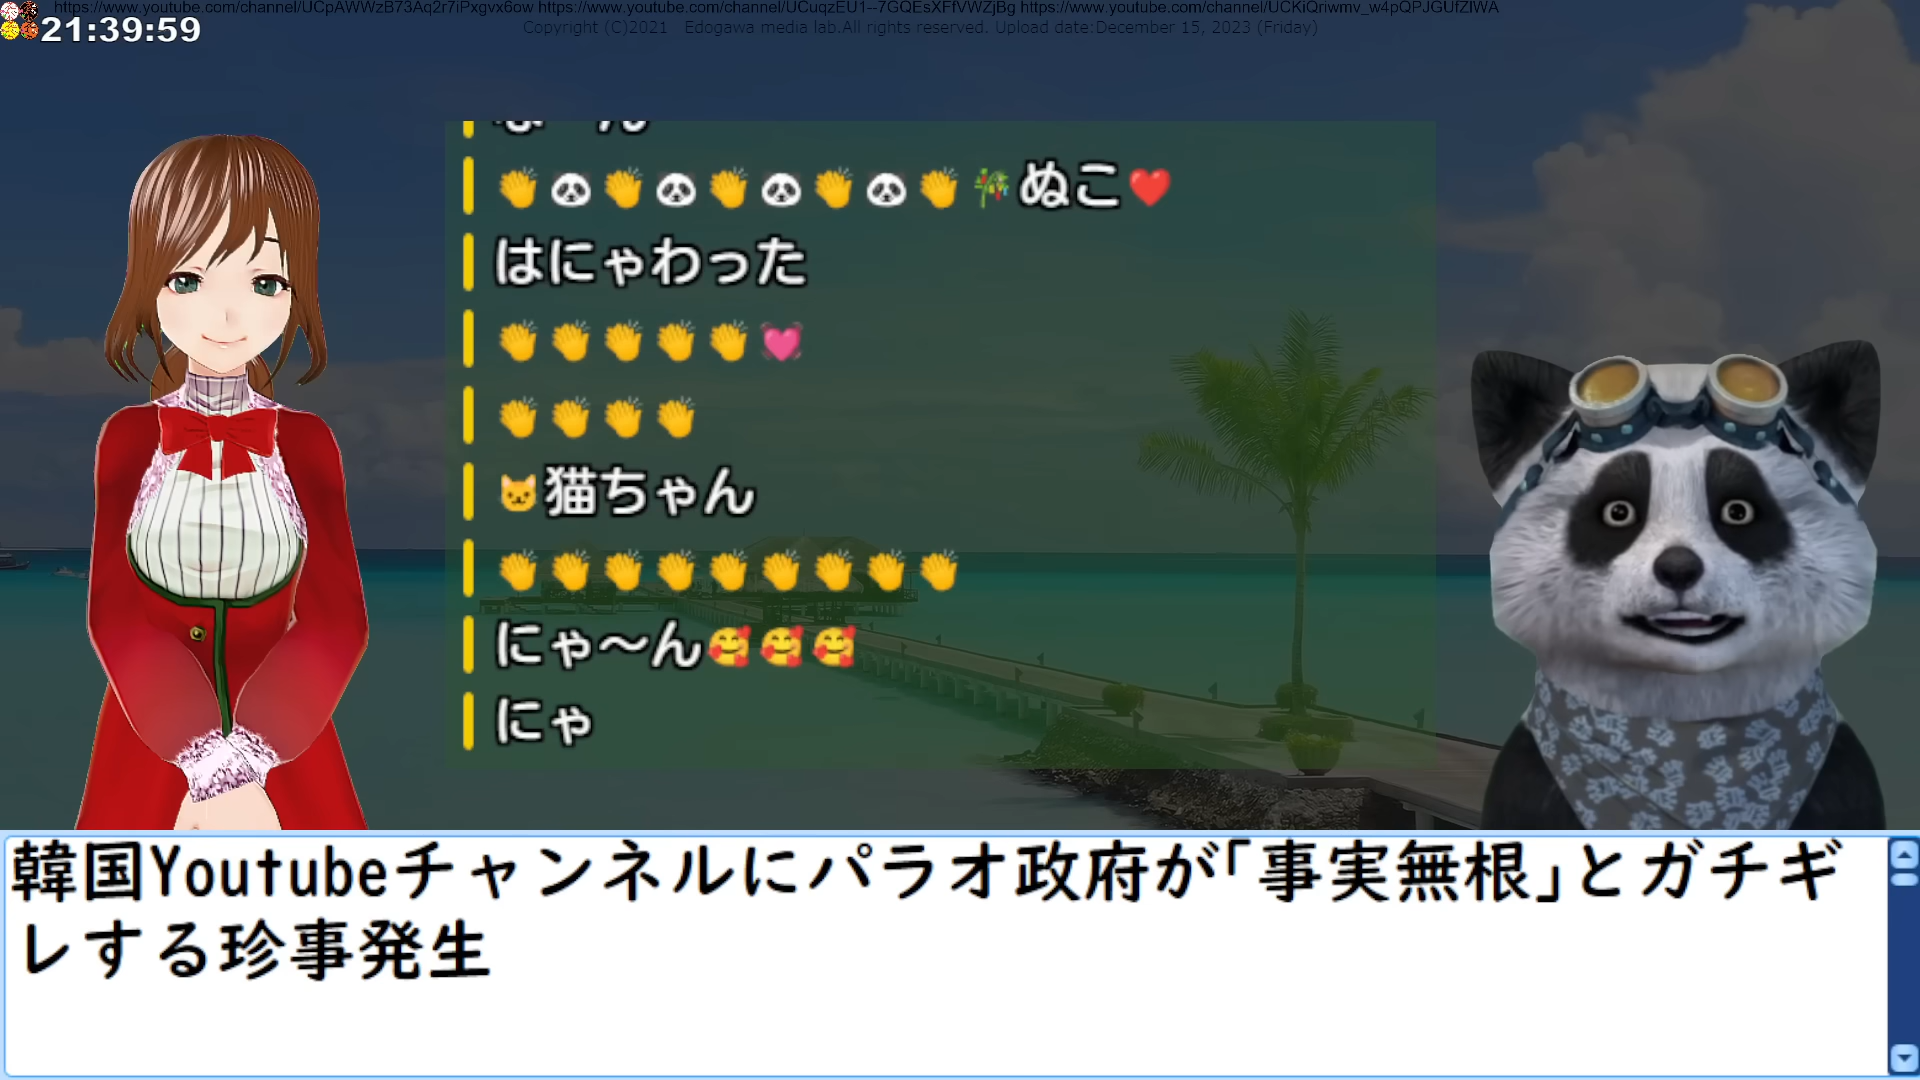 https://www.youtube.com/channel/UCpAWWzB73Aq2r7iPxgvx6ow https://www.youtube.com/channel/UCuqzEU1--7GQEsXFfVWZjBg https://www.youtube.com/channel/UCKiQriwmv_w4pQPJGUfZIWA
Copyright (C)2021 Edogawa media lab.All rights reserved. Upload date:December 15, 2023 (Friday)
21:39:59
👏🐼👏🐼👏🐼👏🐼👏🎋ぬこ❤️
はにゃわった
👏👏👏👏👏💓
👏👏👏👏
🐱猫ちゃん
👏👏👏👏👏👏👏👏👏
にゃ～ん🥰🥰🥰
にゃ
韓国Youtubeチャンネルにパラオ政府が「事実無根」とガチギ
レする珍事発生